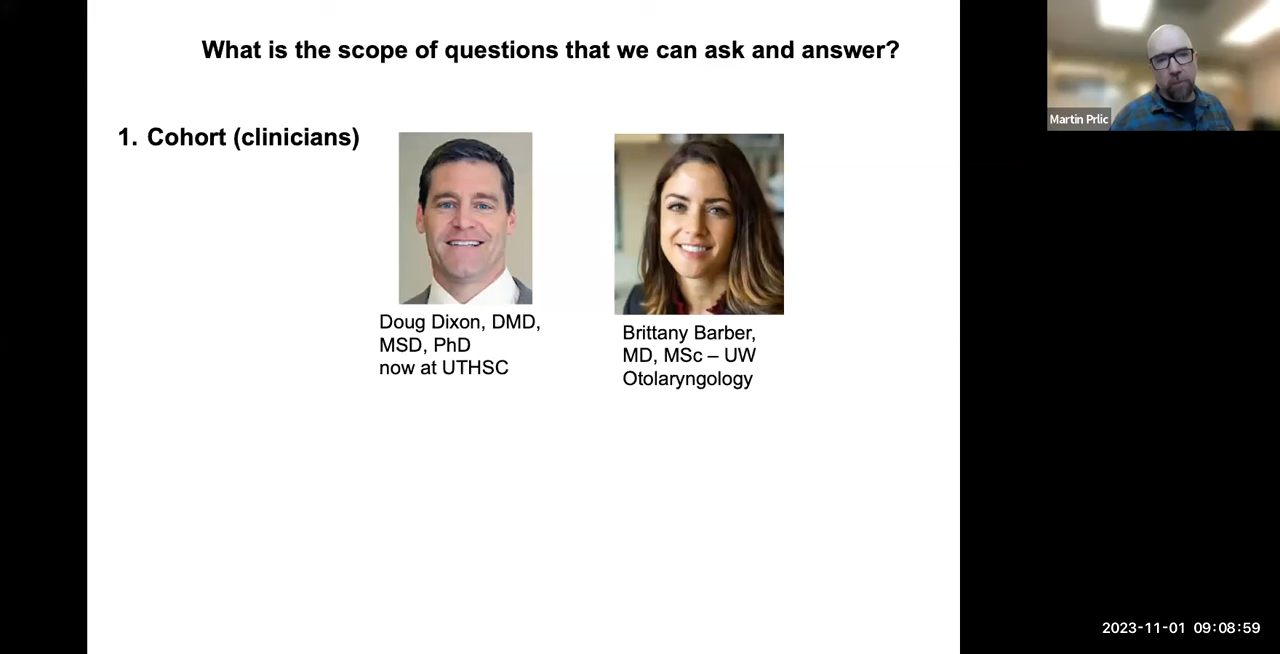 What is the scope of questions that we can ask and answer?
Martin Prlic
1. Cohort (clinicians)
Doug Dixon, DMD,
MSD, PhD
now at UTHSC
Brittany Barber,
MD, MSc – UW
Otolaryngology
2023-11-01 09:08:59